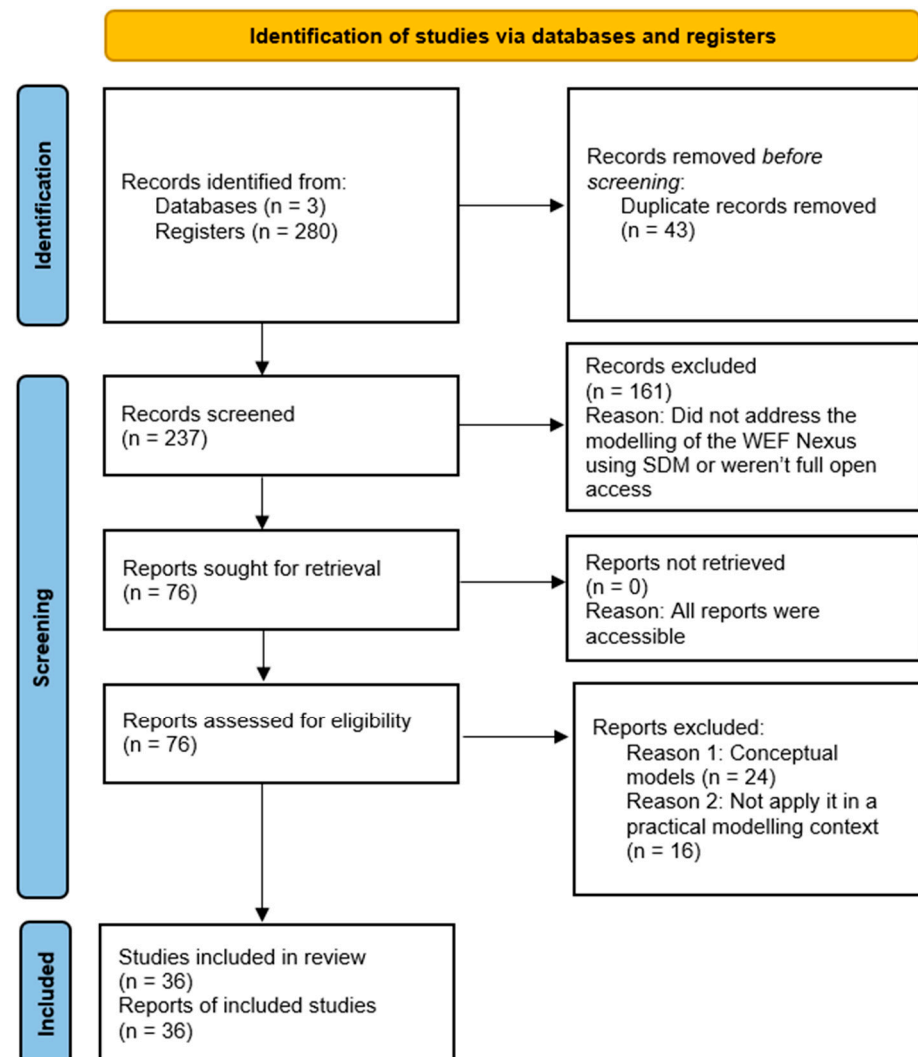 Identification of studies via databases and registers
Identification
Records identified from:
Databases (n = 3)
Registers (n = 280)
Records removed before
screening:
Duplicate records removed
(n = 43)
Screening
Records screened
(n = 237)
Records excluded
(n = 161)
Reason: Did not address the
modelling of the WEF Nexus
using SDM or weren't full open
access
Reports sought for retrieval
(n = 76)
Reports not retrieved
(n = 0)
Reason: All reports were
accessible
Reports assessed for eligibility
(n = 76)
Reports excluded:
Reason 1: Conceptual
models (n = 24)
Reason 2: Not apply it in a
practical modelling context
(n = 16)
Included
Studies included in review
(n = 36)
Reports of included studies
(n = 36)